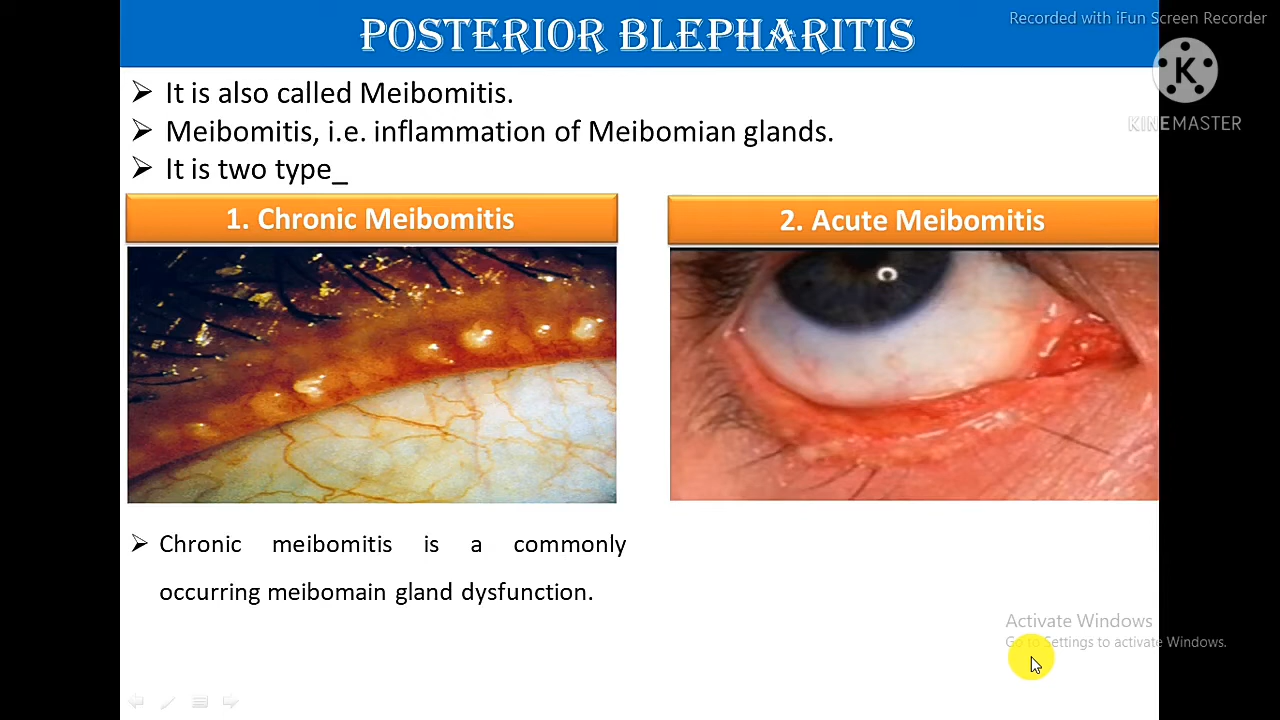 Recorded with iFun Screen Recorder
POSTERIOR BLEPHARITIS
KINEMASTER
It is also called Meibomitis.
Meibomitis, i.e. inflammation of Meibomian glands.
It is two type_
1. Chronic Meibomitis
2. Acute Meibomitis
Chronic meibomitis is a commonly
occurring meibomain gland dysfunction.
Activate Windows
Go to Settings to activate Windows.